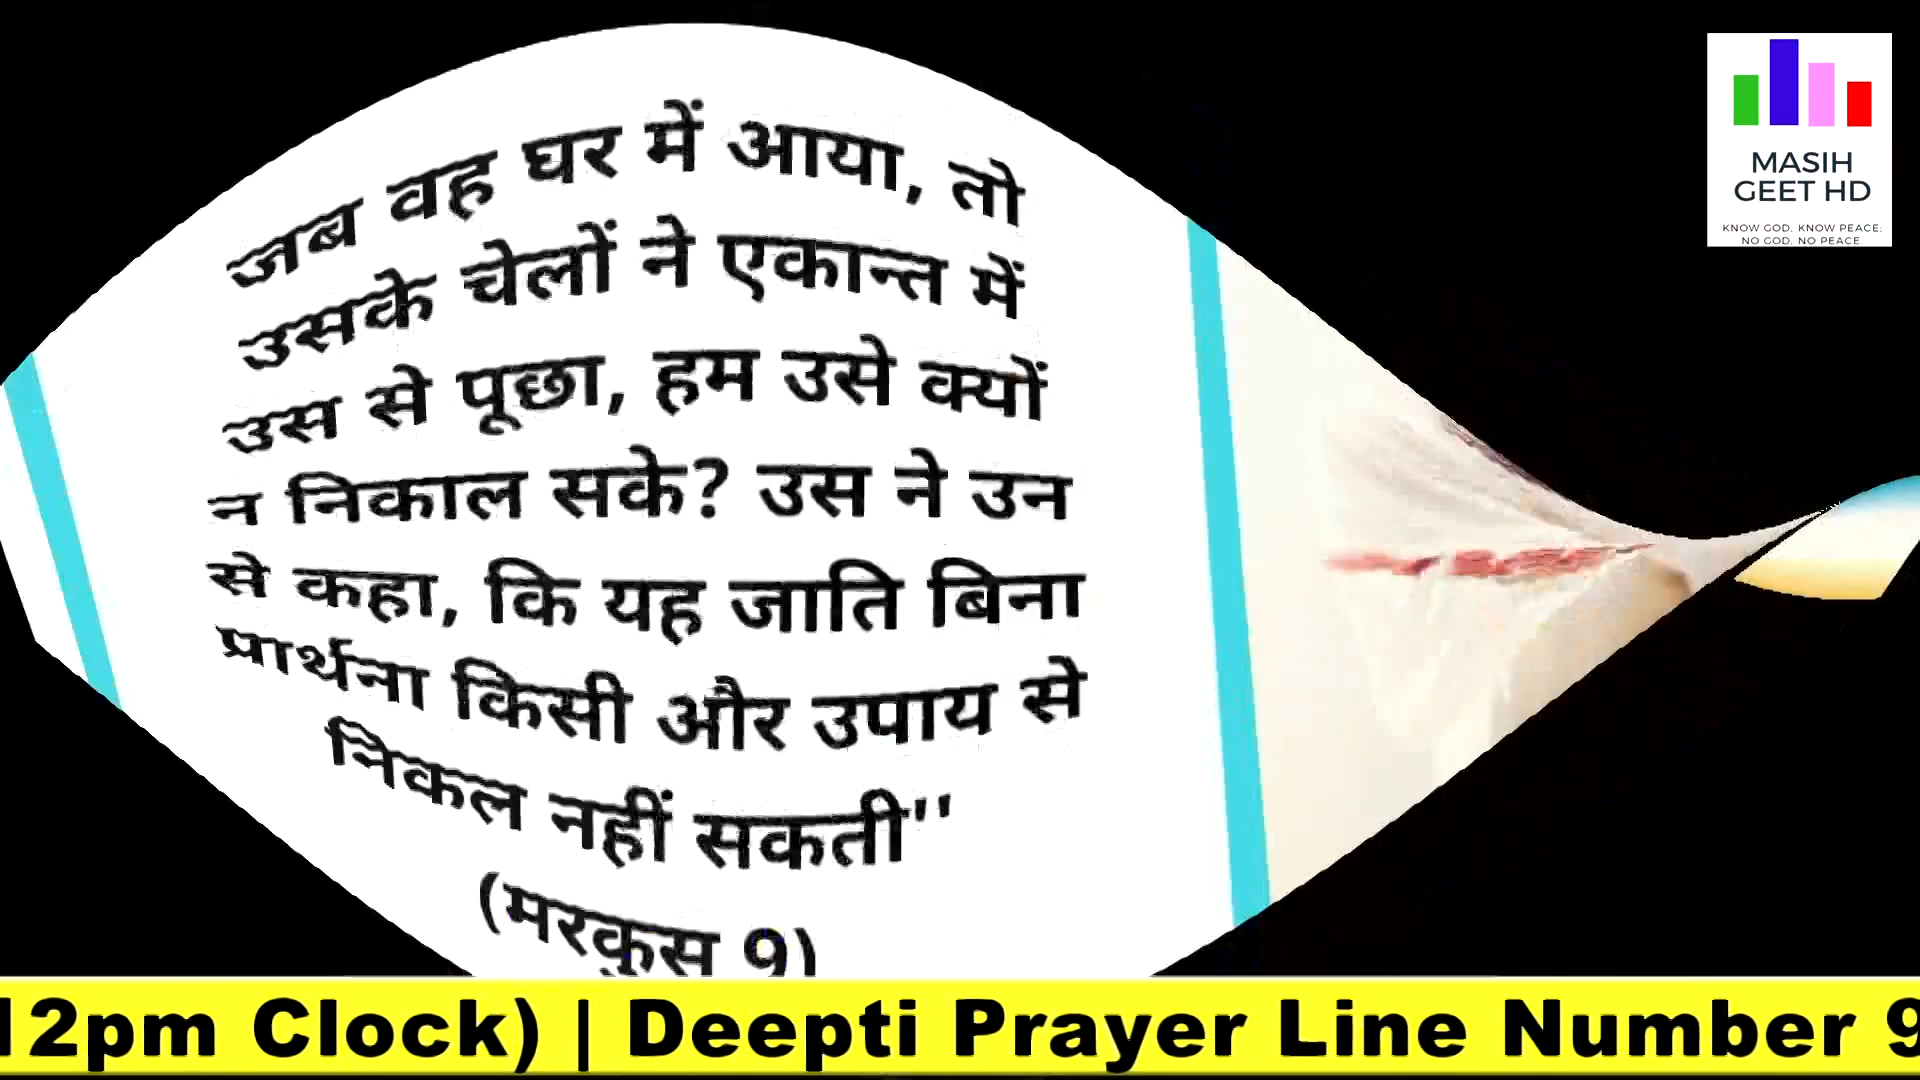 जब वह घर में आया, तो
उसके चेलों ने एकान्त में
उस से पूछा, हम उसे क्यों
न निकाल सके? उस ने उन
से कहा, कि यह जाति बिना
प्रार्थना किसी और उपाय से
निकल नहीं सकती''
(मरकुस 9)
MASIH
GEET HD
KNOW GOD. KNOW PEACE;
NO GOD. NO PEACE.
12pm Clock) | Deepti Prayer Line Number 9